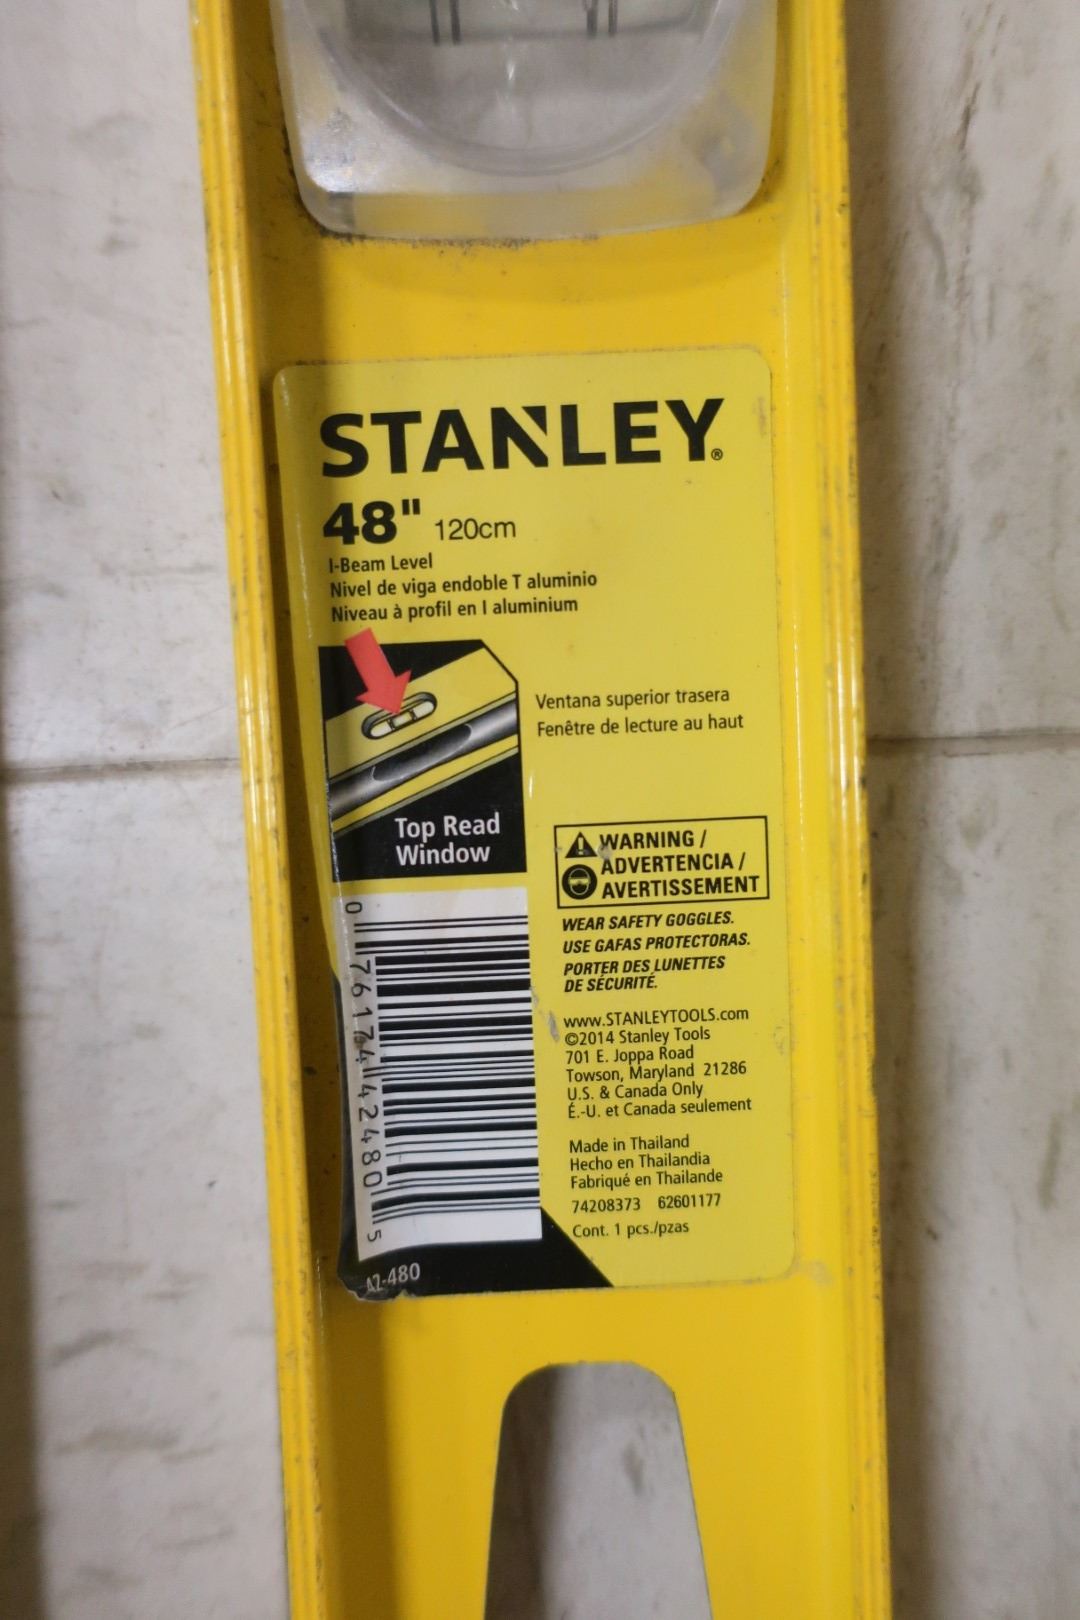 STANLEY®
48" 120cm
I-Beam Level
Nivel de viga endoble T aluminio
Niveau à profil en I aluminium
Ventana superior trasera
Fenêtre de lecture au haut
Top Read
Window
WARNING /
ADVERTENCIA /
AVERTISSEMENT
WEAR SAFETY GOGGLES.
USE GAFAS PROTECTORAS.
PORTER DES LUNETTES
DE SÉCURITÉ.
www.STANLEYTOOLS.com
©2014 Stanley Tools
701 E. Joppa Road
Towson, Maryland 21286
U.S. & Canada Only
É.-U. et Canada seulement
Made in Thailand
Hecho en Thailandia
Fabriqué en Thailande
74208373 62601177
Cont. 1 pcs./pzas
0 76174 42480 5
42-480